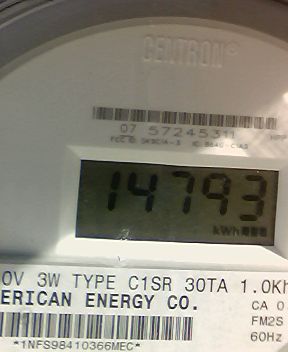 CENTRON®
07 57245311
14793
kWh
0V 3W TYPE C1SR 30TA 1.0Kh
ERICAN ENERGY CO.
CA 0
FM2S
60Hz
*1NFS98410366MEC*